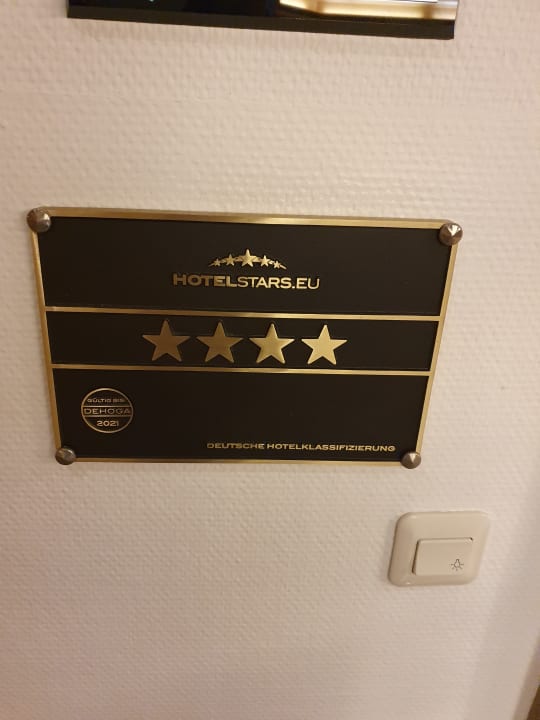 HOTELSTARS.EU
GÜLTIG BIS
DEHOGA
2021
DEUTSCHE HOTELKLASSIFIZIERUNG